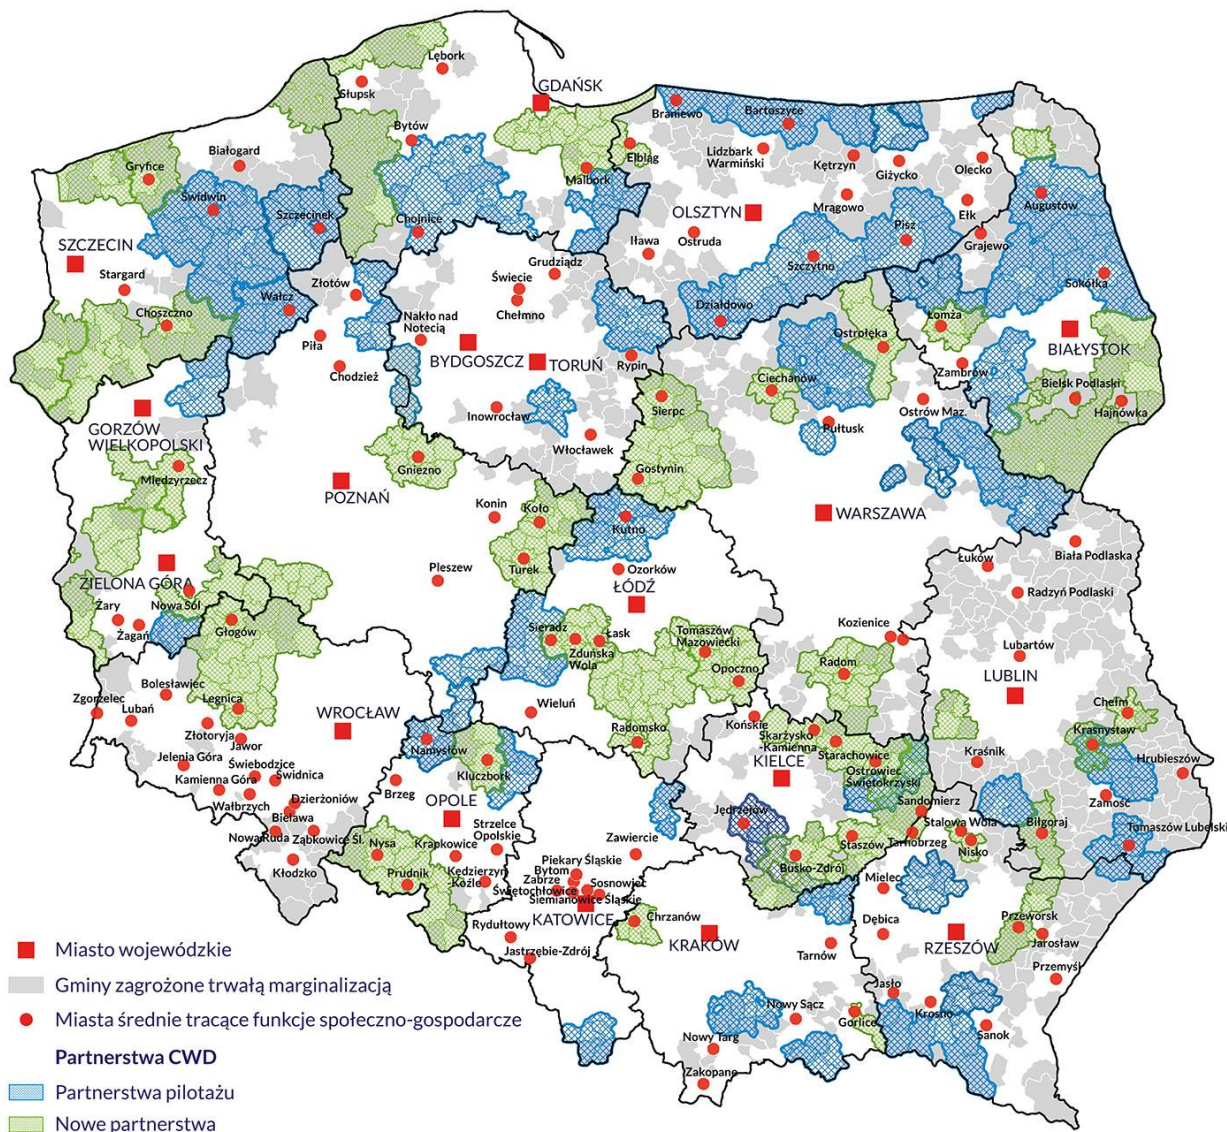 Lębork
Słupsk
GDAŃSK
Braniewo
Bartoszyce
Bytów
Białogard
Elbląg
Lidzbark
Warmiński
Kętrzyn
Giżycko
Olecko
Gryfice
Malbork
Świdwin
Szczecinek
Chojnice
OLSZTYN
Mrągowo
Ełk
Augustów
Pisz
SZCZECIN
Iława
Ostruda
Grajewo
Stargard
Złotów
Grudziądz
Świecie
Szczytno
Sokółka
Wałcz
Chełmno
Choszczno
Nakło nad
Notecią
Działdowo
Łomża
Piła
BYDGOSZCZ
TORUŃ
Rypin
Ostrołęka
BIAŁYSTOK
Chodzież
Ciechanów
Zambrów
Bielsk Podlaski
Hajnówka
GORZÓW
WIELKOPOLSKI
Inowrocław
Sierpc
Ostrów Maz.
Włocławek
Pułtusk
Międzyrzecz
Gniezno
Gostynin
POZNAŃ
Konin
Koło
Kutno
WARSZAWA
Biała Podlaska
ZIELONA GÓRA
Turek
Ozorków
Łuków
Pleszew
ŁÓDŹ
Radzyń Podlaski
Nowa Sól
Żary
Żagań
Głogów
Sieradz
Zduńska
Wola
Łask
Tomaszów
Mazowiecki
Kozienice
Lubartów
Opoczno
Radom
LUBLIN
Zgorzelec
Bolesławiec
Lubań
Legnica
Wieluń
WROCŁAW
Chełm
Złotoryja
Jawor
Namysłów
Radomsko
Końskie
Skarżysko
-Kamienna
Krasnystaw
Jelenia Góra
Świebodzice
Kluczbork
KIELCE
Starachowice
Kraśnik
Hrubieszów
Kamienna Góra
Świdnica
Brzeg
Ostrowiec
Świętokrzyski
Wałbrzych
Dzierżoniów
OPOLE
Jędrzejów
Sandomierz
Zamość
Bielawa
Strzelce
Opolskie
Zawiercie
Stalowa Wola
Biłgoraj
Tomaszów Lubelski
Nowa Ruda
Ząbkowice Śl.
Nysa
Krapkowice
Staszów
Tarnobrzeg
Nisko
Kłodzko
Prudnik
Kędzierzyn
-Koźle
Piekary Śląskie
Bytom
Zabrze
Świętochłowice
Sosnowiec
Siemianowice Śląskie
Busko-Zdrój
Mielec
KATOWICE
Chrzanów
Dębica
Przeworsk
Rydułtowy
KRAKÓW
RZESZÓW
Jarosław
Jastrzębie-Zdrój
Tarnów
Przemyśl
Jasło
Nowy Sącz
Gorlice
Krosno
Sanok
Nowy Targ
Zakopane
Miasto wojewódzkie
Gminy zagrożone trwałą marginalizacją
Miasta średnie tracące funkcje społeczno-gospodarcze
Partnerstwa CWD
Partnerstwa pilotażu
Nowe partnerstwa